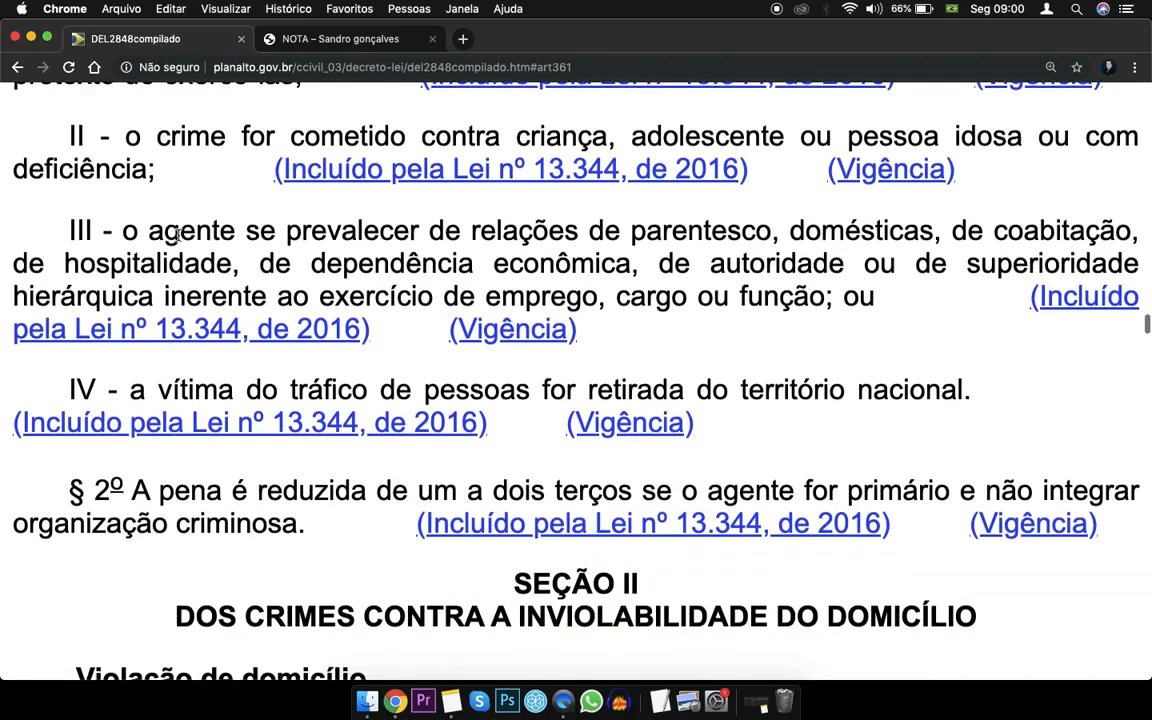 Chrome Arquivo Editar Visualizar Histórico Favoritos Pessoas Janela Ajuda 66% Seg 09:00
DEL2848compilado NOTA – Sandro gonçalves
Não seguro planalto.gov.br/ccivil_03/decreto-lei/del2848compilado.htm#art361
II - o crime for cometido contra criança, adolescente ou pessoa idosa ou com
deficiência; (Incluído pela Lei nº 13.344, de 2016) (Vigência)
III - o agente se prevalecer de relações de parentesco, domésticas, de coabitação,
de hospitalidade, de dependência econômica, de autoridade ou de superioridade
hierárquica inerente ao exercício de emprego, cargo ou função; ou (Incluído
pela Lei nº 13.344, de 2016) (Vigência)
IV - a vítima do tráfico de pessoas for retirada do território nacional.
(Incluído pela Lei nº 13.344, de 2016) (Vigência)
§ 2º A pena é reduzida de um a dois terços se o agente for primário e não integrar
organização criminosa. (Incluído pela Lei nº 13.344, de 2016) (Vigência)
SEÇÃO II
DOS CRIMES CONTRA A INVIOLABILIDADE DO DOMICÍLIO
Violação de domicílio
Pr Ps